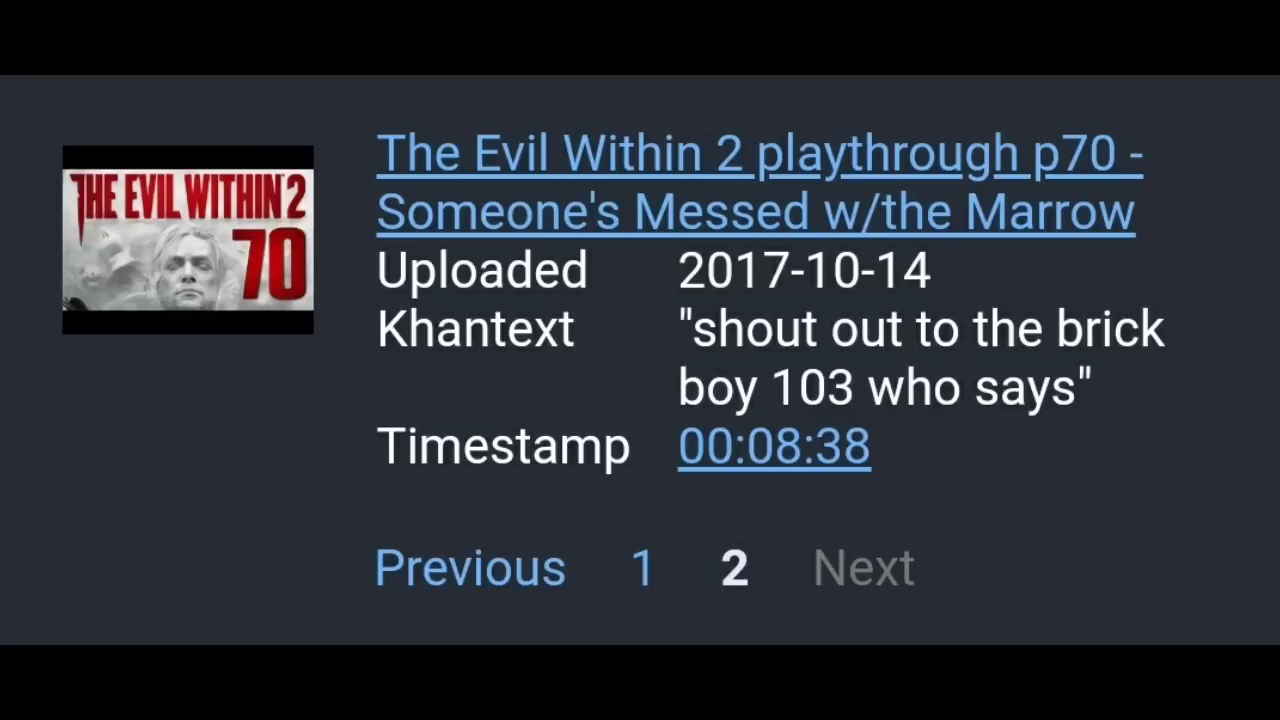 THE EVIL WITHIN 2
70
The Evil Within 2 playthrough p70 -
Someone's Messed w/the Marrow
Uploaded 2017-10-14
Khantext "shout out to the brick
boy 103 who says"
Timestamp 00:08:38
Previous 1 2 Next